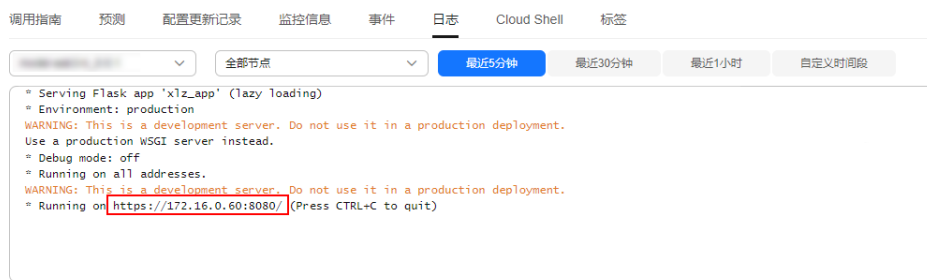 调用指南 预测 配置更新记录 监控信息 事件 日志 Cloud Shell 标签
全部节点 最近5分钟 最近30分钟 最近1小时 自定义时间段
* Serving Flask app 'xlz_app' (lazy loading)
* Environment: production
WARNING: This is a development server. Do not use it in a production deployment.
Use a production WSGI server instead.
* Debug mode: off
* Running on all addresses.
WARNING: This is a development server. Do not use it in a production deployment.
* Running on https://172.16.0.60:8080/ (Press CTRL+C to quit)